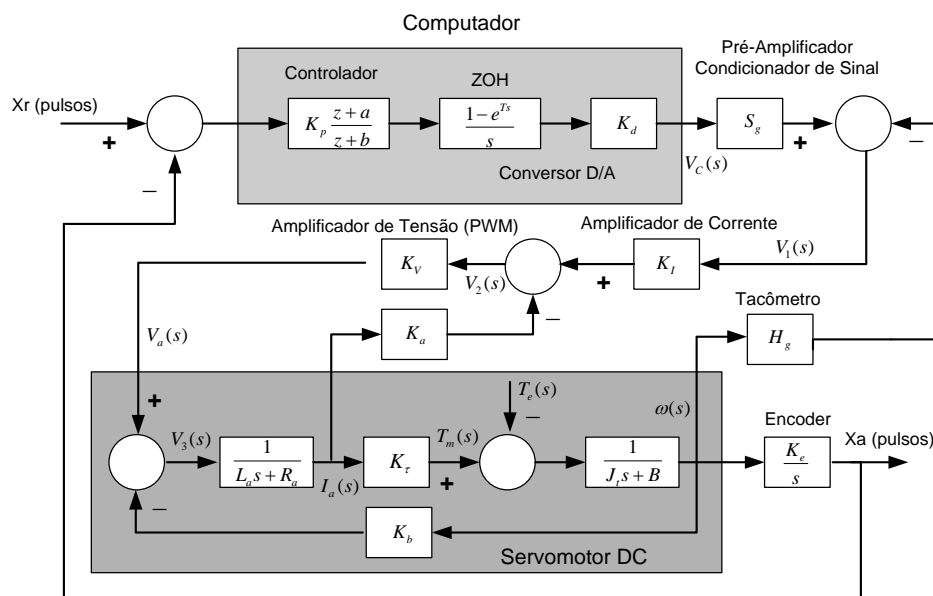 Computador
Pré-Amplificador
Condicionador de Sinal
Controlador
ZOH
Xr (pulsos)
+
−
K_p (z + a)/(z + b)
(1 − e^{Ts})/s
K_d
Conversor D/A
V_C(s)
S_g
+
−
Amplificador de Tensão (PWM)
Amplificador de Corrente
V_1(s)
K_V
V_2(s)
+
K_I
−
K_a
Tacômetro
H_g
V_a(s)
T_e(s)
−
ω(s)
Encoder
Xa (pulsos)
+
V_3(s)
1/(L_a s + R_a)
I_a(s)
K_τ
T_m(s)
+
1/(J_t s + B)
K_e/s
−
K_b
Servomotor DC